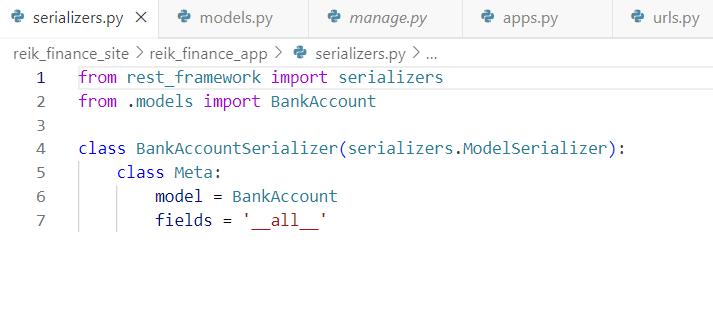 serializers.py × models.py manage.py apps.py urls.py
reik_finance_site > reik_finance_app > serializers.py > ...
1 from rest_framework import serializers
2 from .models import BankAccount
3
4 class BankAccountSerializer(serializers.ModelSerializer):
5     class Meta:
6         model = BankAccount
7         fields = '__all__'